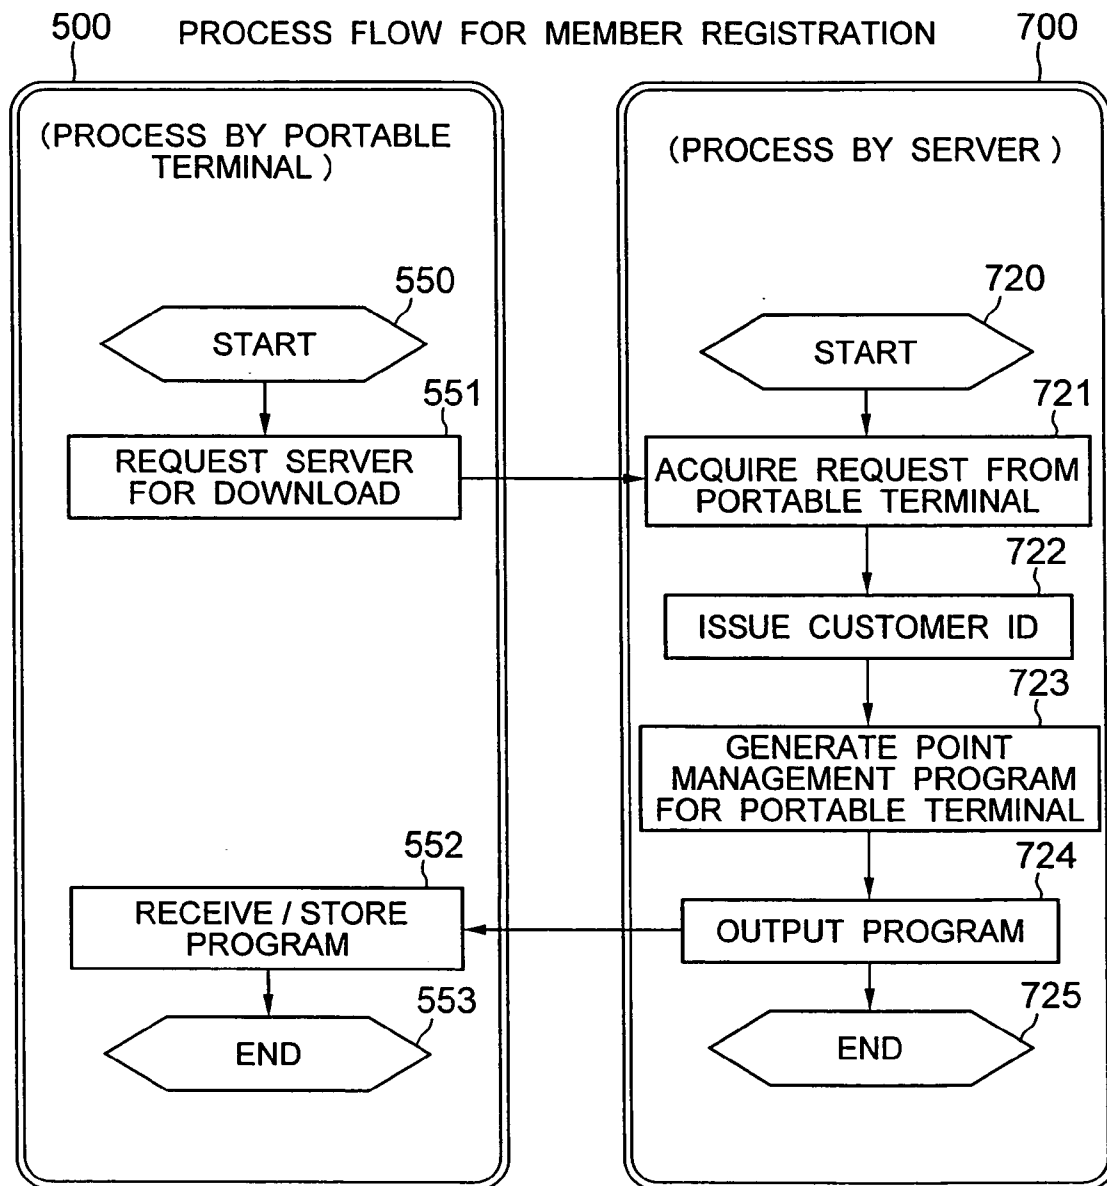 500
PROCESS FLOW FOR MEMBER REGISTRATION
700
(PROCESS BY PORTABLE
TERMINAL)
550
START
551
REQUEST SERVER
FOR DOWNLOAD
552
RECEIVE / STORE
PROGRAM
553
END
(PROCESS BY SERVER)
720
START
721
ACQUIRE REQUEST FROM
PORTABLE TERMINAL
722
ISSUE CUSTOMER ID
723
GENERATE POINT
MANAGEMENT PROGRAM
FOR PORTABLE TERMINAL
724
OUTPUT PROGRAM
725
END